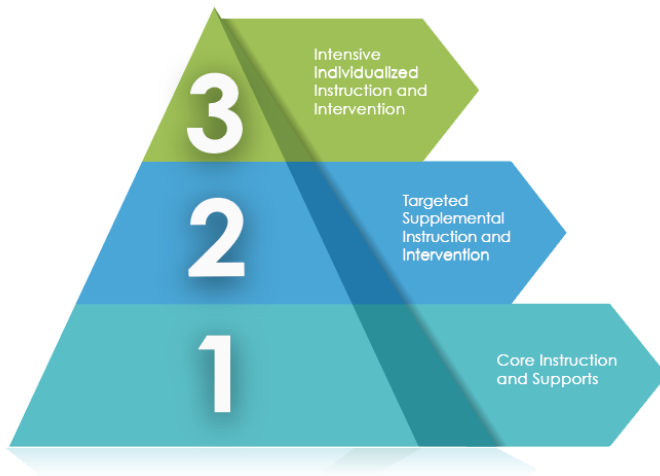 3
Intensive
Individualized
Instruction and
Intervention
2
Targeted
Supplemental
Instruction and
Intervention
1
Core Instruction
and Supports